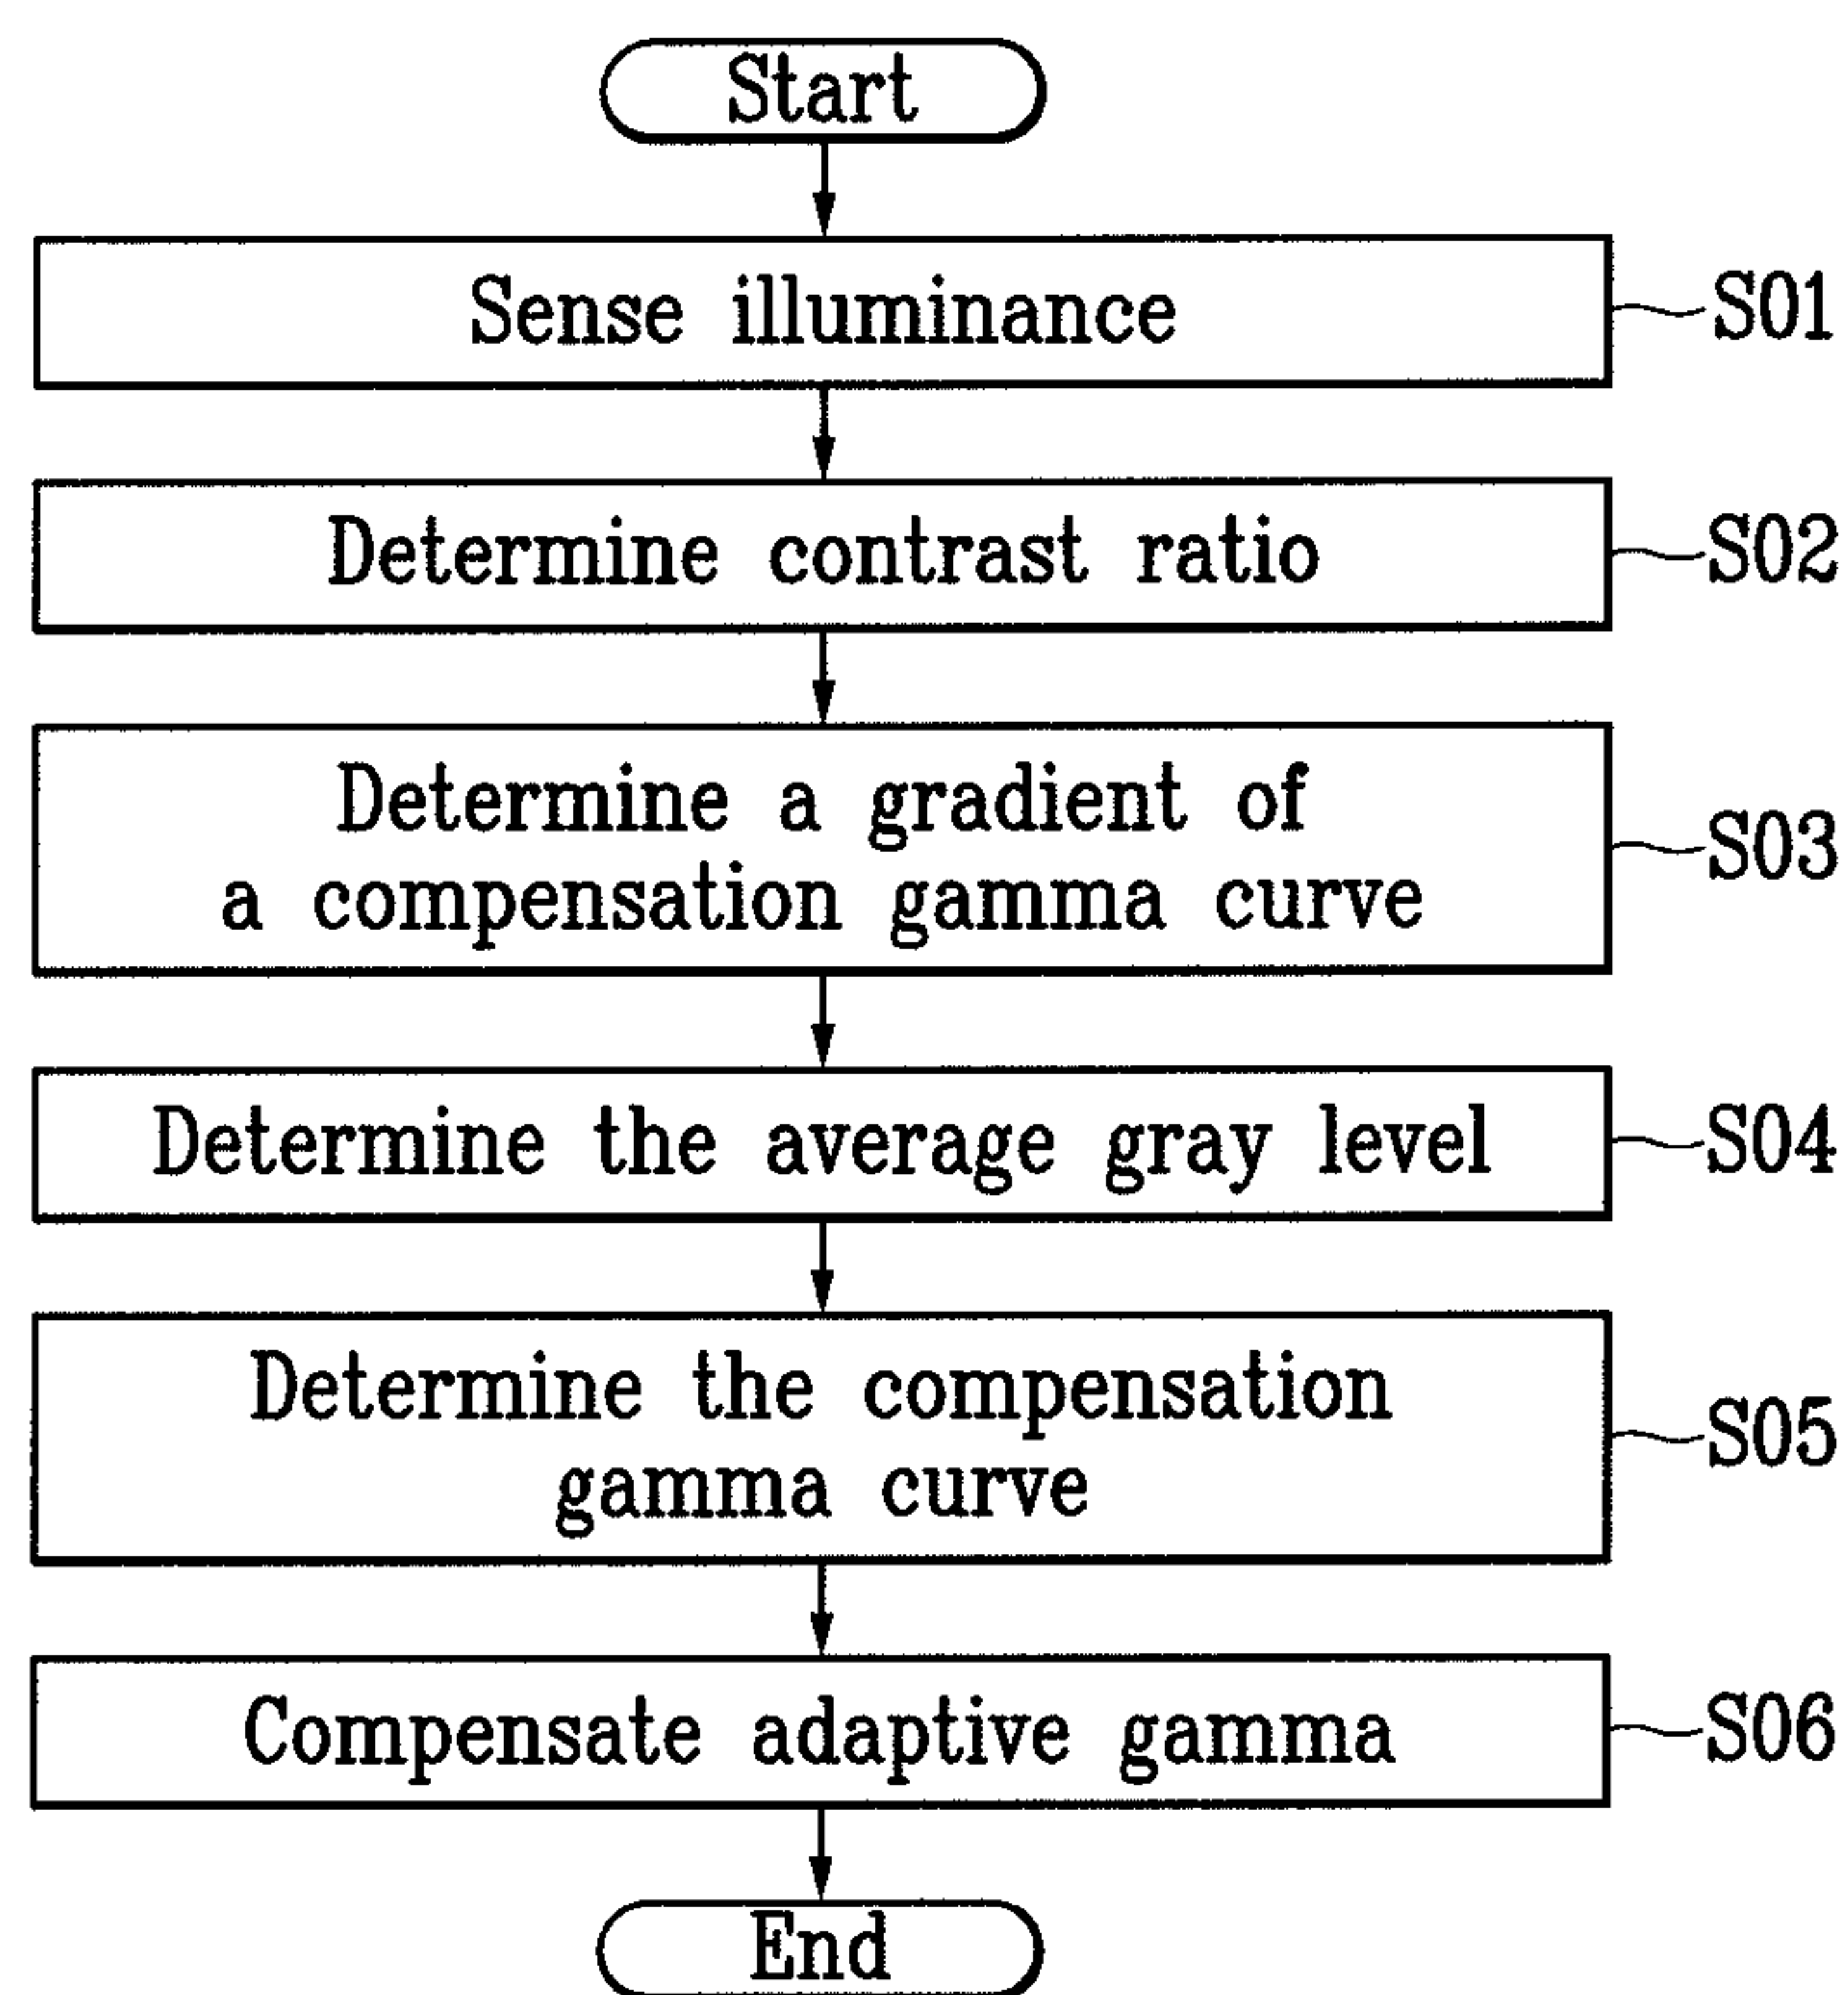 Start
Sense illuminance
S01
Determine contrast ratio
S02
Determine a gradient of
a compensation gamma curve
S03
Determine the average gray level
S04
Determine the compensation
gamma curve
S05
Compensate adaptive gamma
S06
End